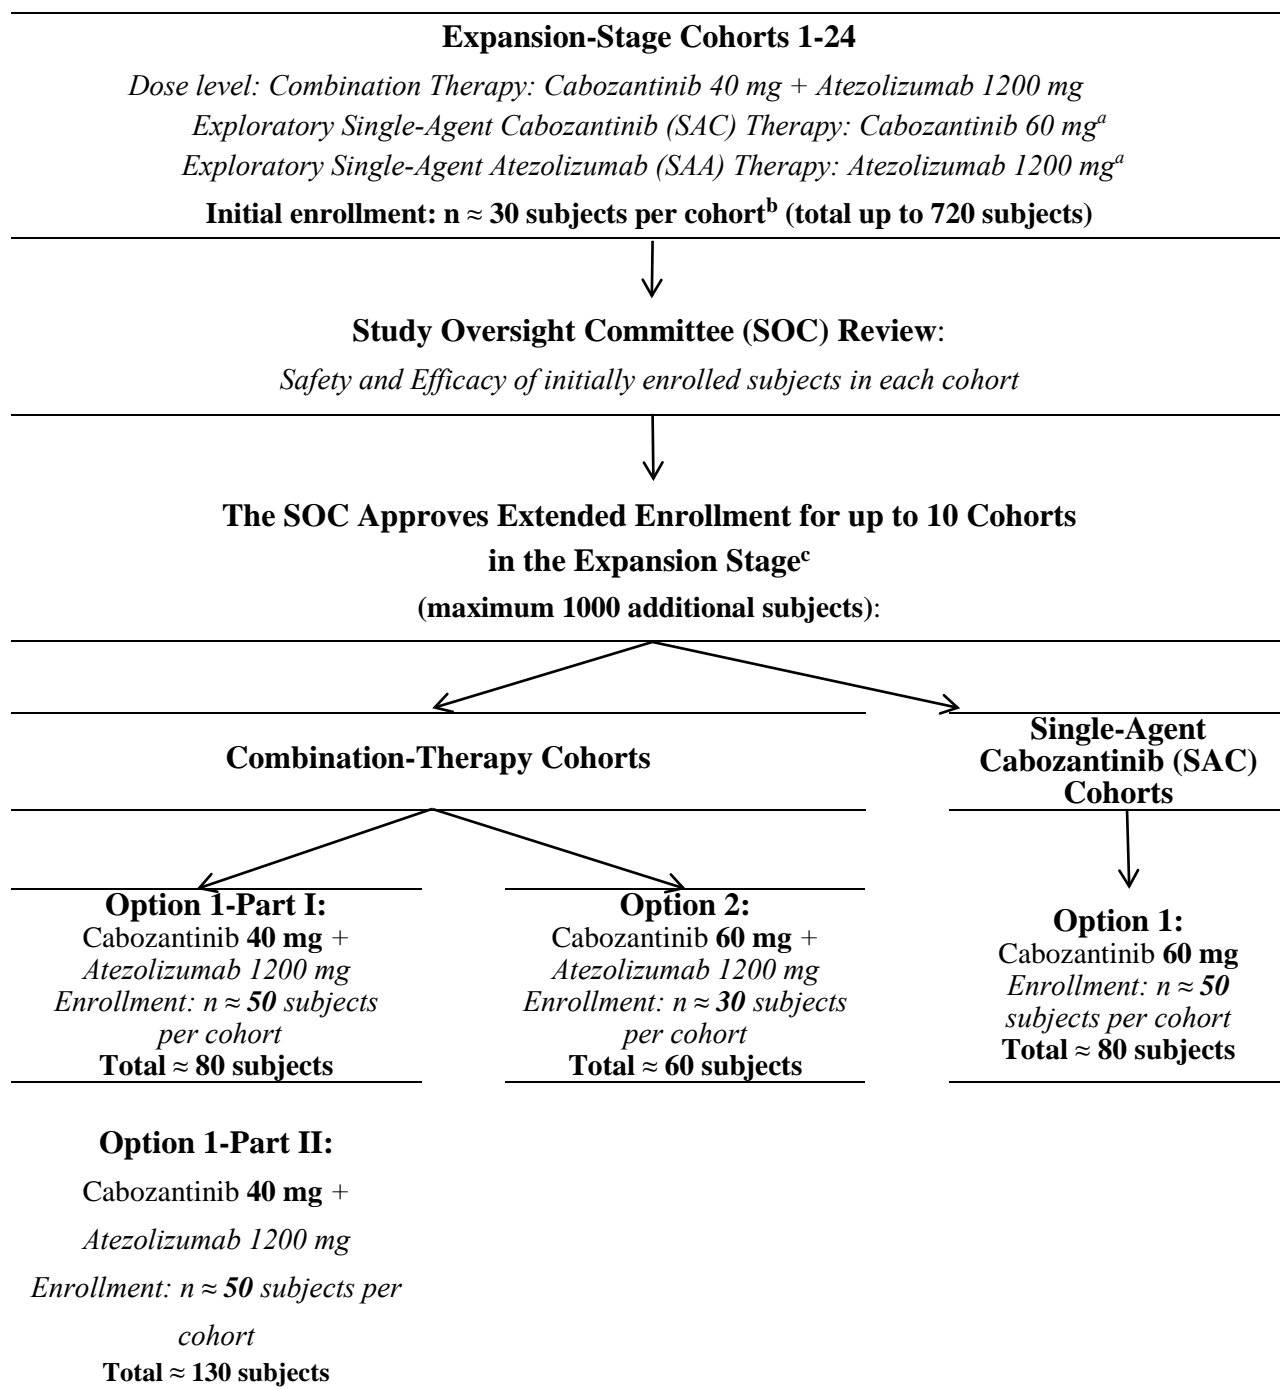 Expansion-Stage Cohorts 1-24
Dose level: Combination Therapy: Cabozantinib 40 mg + Atezolizumab 1200 mg
Exploratory Single-Agent Cabozantinib (SAC) Therapy: Cabozantinib 60 mgᵃ
Exploratory Single-Agent Atezolizumab (SAA) Therapy: Atezolizumab 1200 mgᵃ
Initial enrollment: n ≈ 30 subjects per cohortᵇ (total up to 720 subjects)
Study Oversight Committee (SOC) Review:
Safety and Efficacy of initially enrolled subjects in each cohort
The SOC Approves Extended Enrollment for up to 10 Cohorts
in the Expansion Stageᶜ
(maximum 1000 additional subjects):
Combination-Therapy Cohorts
Single-Agent
Cabozantinib (SAC)
Cohorts
Option 1-Part I:
Cabozantinib 40 mg +
Atezolizumab 1200 mg
Enrollment: n ≈ 50 subjects
per cohort
Total ≈ 80 subjects
Option 2:
Cabozantinib 60 mg +
Atezolizumab 1200 mg
Enrollment: n ≈ 30 subjects
per cohort
Total ≈ 60 subjects
Option 1:
Cabozantinib 60 mg
Enrollment: n ≈ 50
subjects per cohort
Total ≈ 80 subjects
Option 1-Part II:
Cabozantinib 40 mg +
Atezolizumab 1200 mg
Enrollment: n ≈ 50 subjects per
cohort
Total ≈ 130 subjects